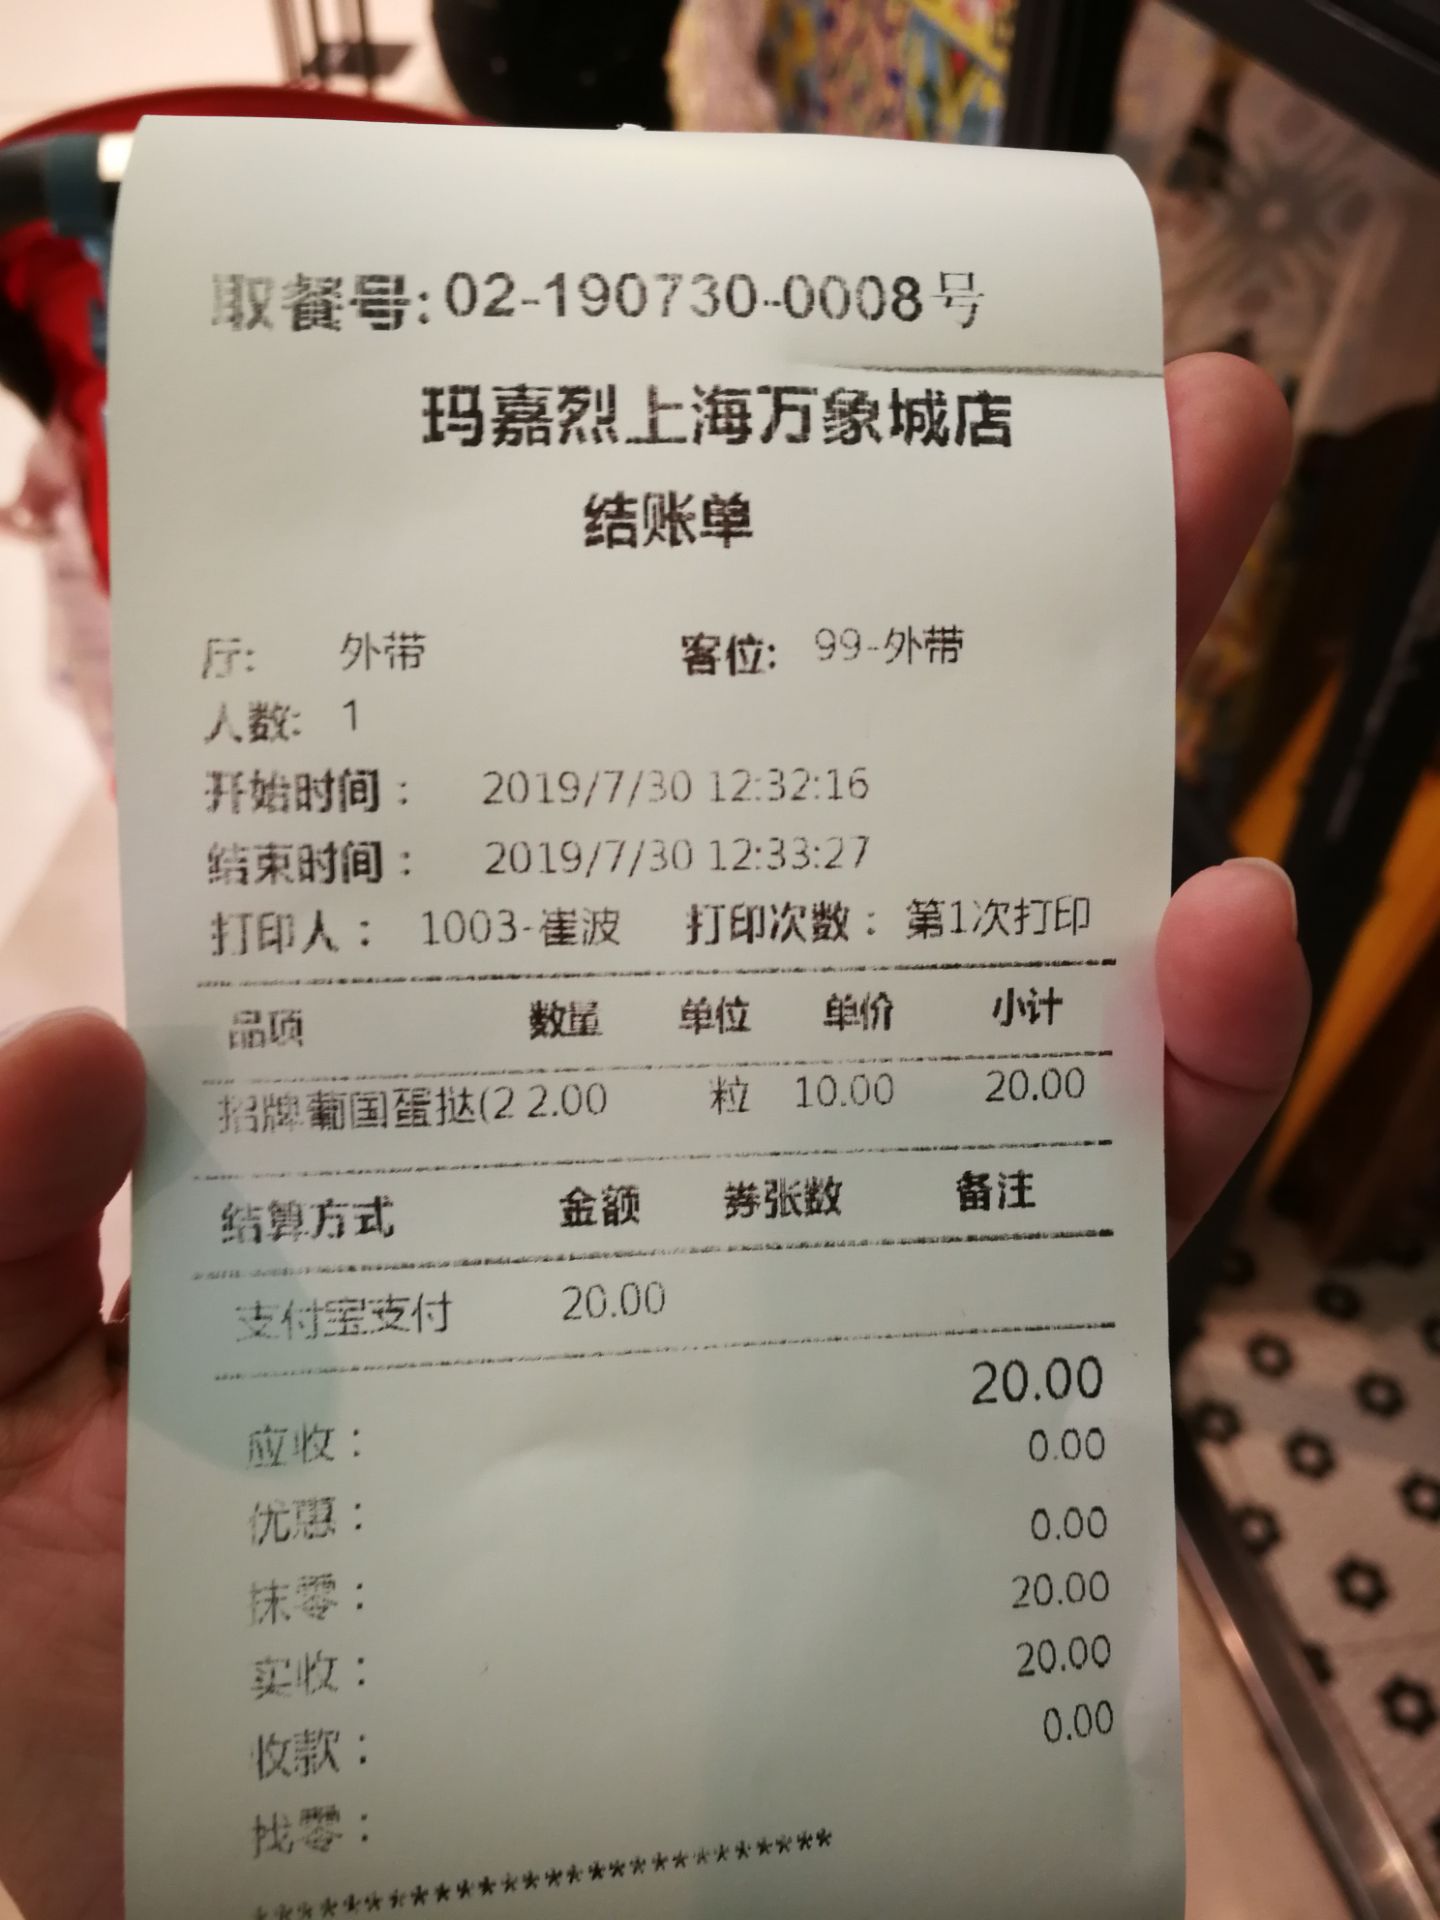 取餐号:02-190730-0008号
玛嘉烈上海万象城店
结账单
厅: 外带 客位: 99-外带
人数: 1
开始时间: 2019/7/30 12:32:16
结束时间: 2019/7/30 12:33:27
打印人: 1003-崔波 打印次数: 第1次打印
品项 数量 单位 单价 小计
招牌葡国蛋挞(2 2.00 粒 10.00 20.00
结算方式 金额 券张数 备注
支付宝支付 20.00
应收: 20.00
优惠: 0.00
抹零: 0.00
实收: 20.00
收款: 20.00
找零: 0.00
*************************